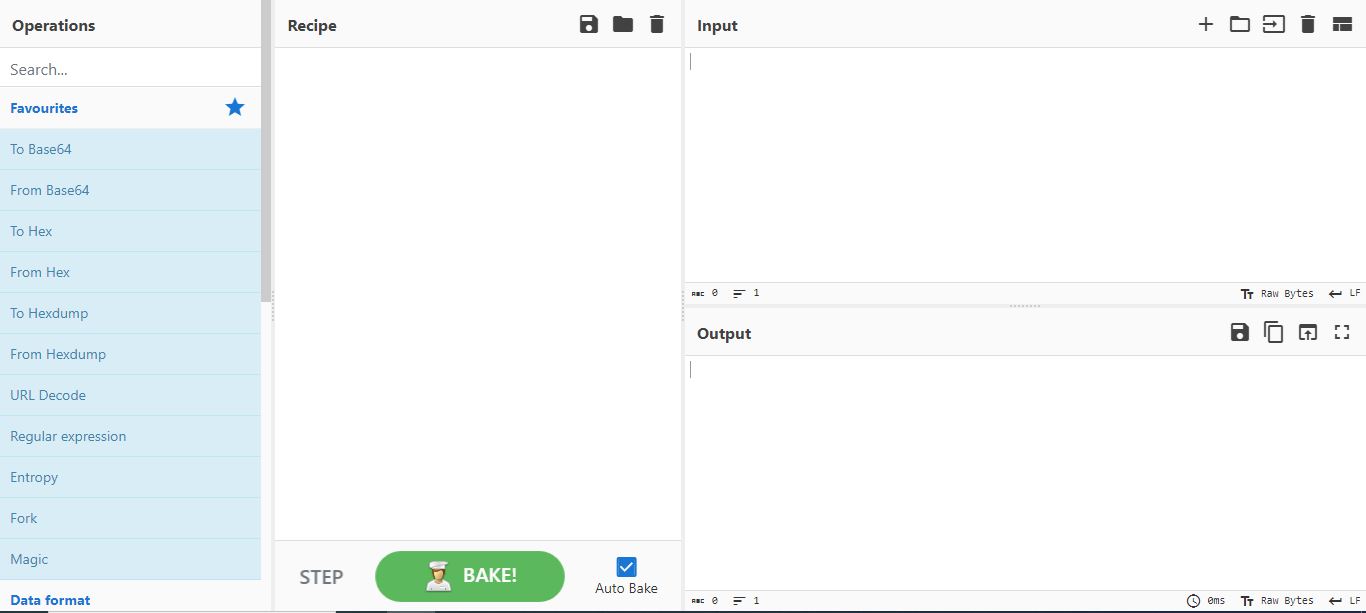 Operations
Search...
Favourites
To Base64
From Base64
To Hex
From Hex
To Hexdump
From Hexdump
URL Decode
Regular expression
Entropy
Fork
Magic
Data format
Recipe
STEP
BAKE!
Auto Bake
Input
ABC 0 1 Raw Bytes LF
Output
ABC 0 1 0ms Raw Bytes LF